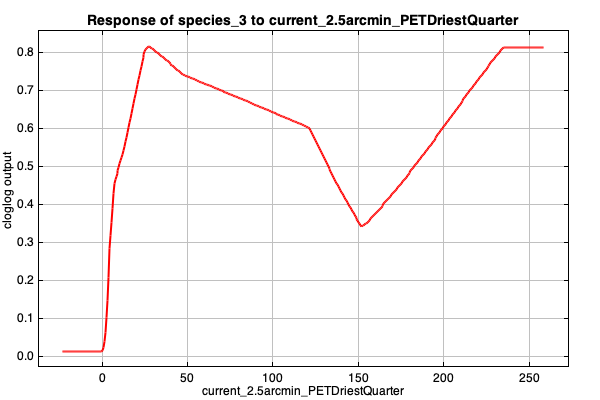 Response of species_3 to current_2.5arcmin_PETDriestQuarter
0.8
0.7
0.6
0.5
0.4
0.3
0.2
0.1
0.0
cloglog output
0 50 100 150 200 250
current_2.5arcmin_PETDriestQuarter